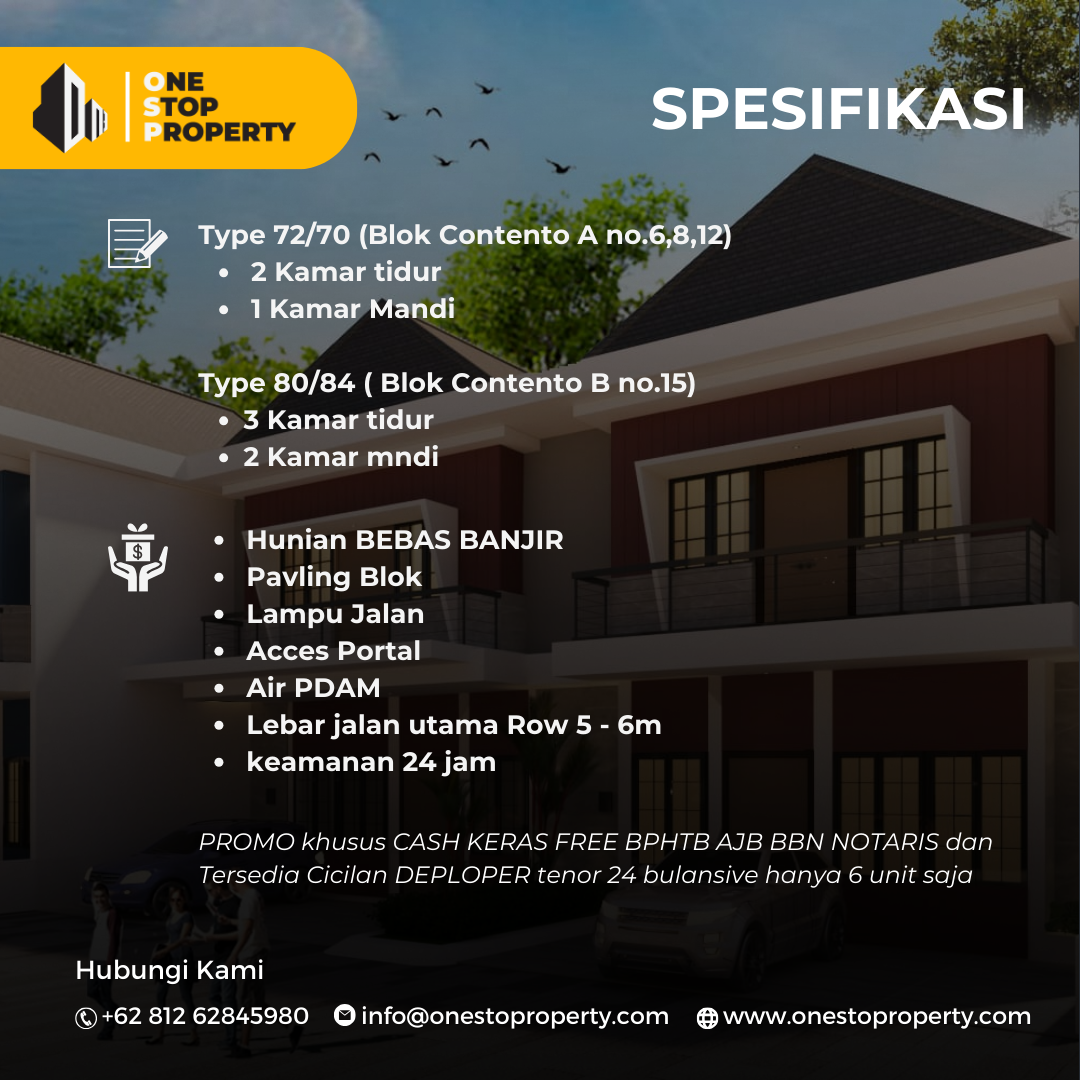 ONE
STOP
PROPERTY
SPESIFIKASI
Type 72/70 (Blok Contento A no.6,8,12)
• 2 Kamar tidur
• 1 Kamar Mandi
Type 80/84 ( Blok Contento B no.15)
• 3 Kamar tidur
• 2 Kamar mndi
$
• Hunian BEBAS BANJIR
• Pavling Blok
• Lampu Jalan
• Acces Portal
• Air PDAM
• Lebar jalan utama Row 5 - 6m
• keamanan 24 jam
PROMO khusus CASH KERAS FREE BPHTB AJB BBN NOTARIS dan
Tersedia Cicilan DEPLOPER tenor 24 bulansive hanya 6 unit saja
Hubungi Kami
+62 812 62845980 info@onestoproperty.com www.onestoproperty.com